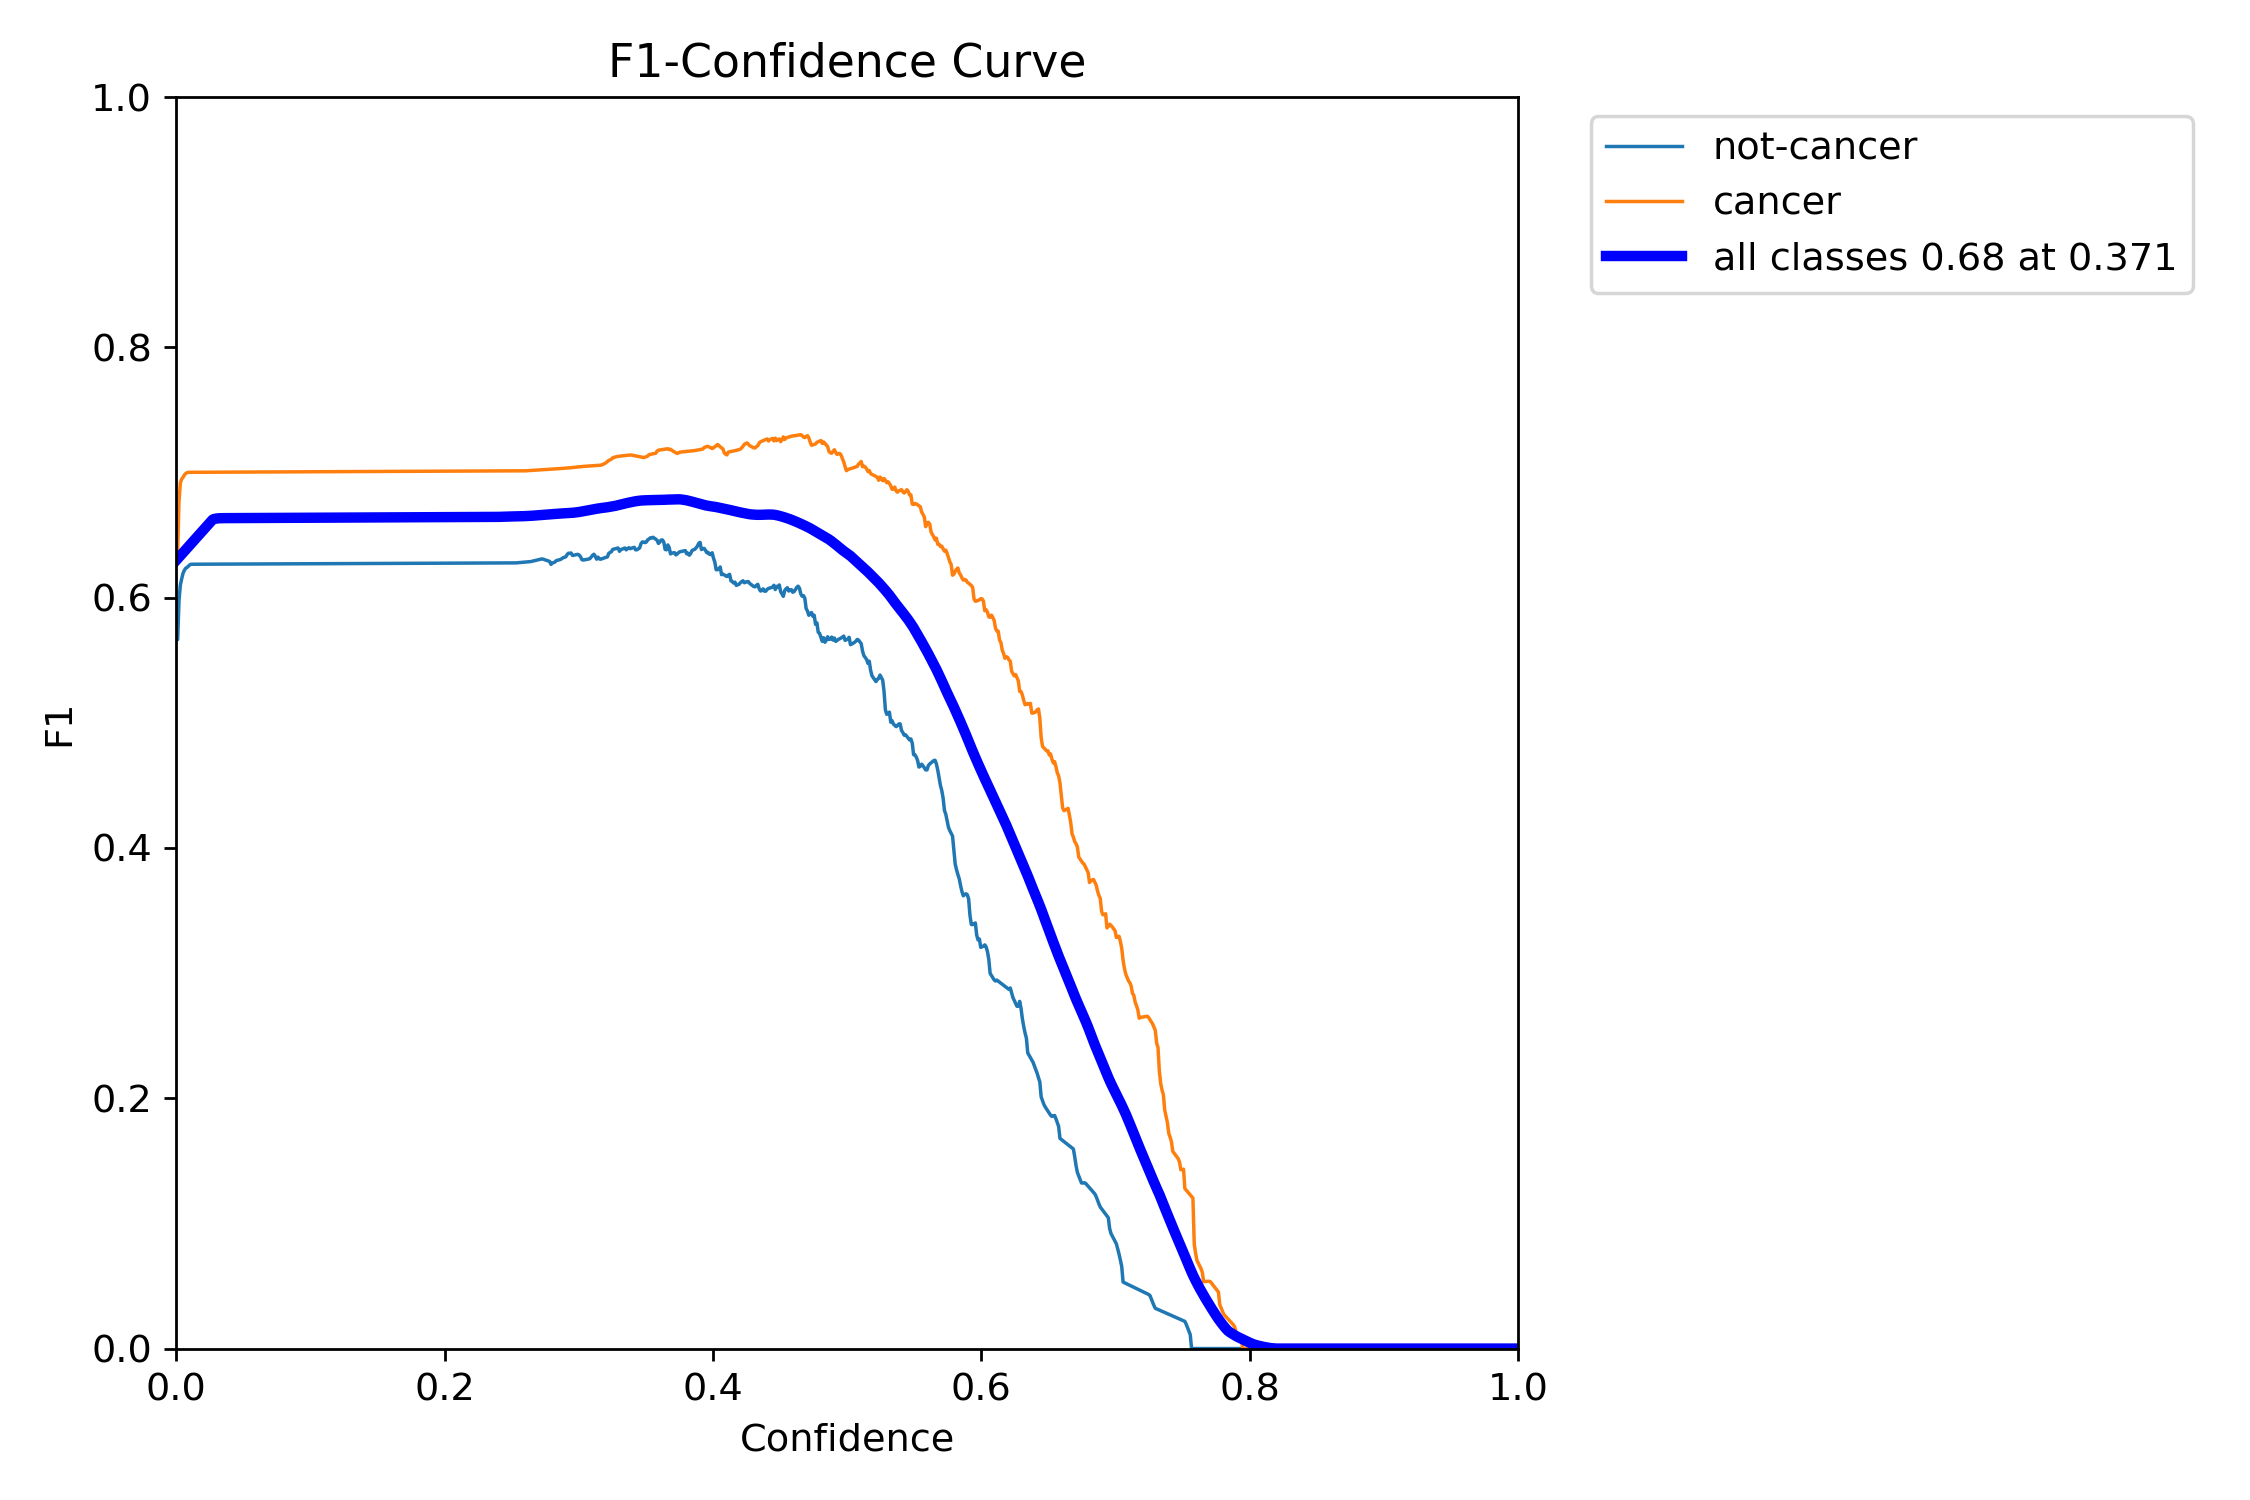 F1-Confidence Curve
1.0
0.8
0.6
0.4
0.2
0.0
F1
0.0 0.2 0.4 0.6 0.8 1.0
Confidence
not-cancer
cancer
all classes 0.68 at 0.371